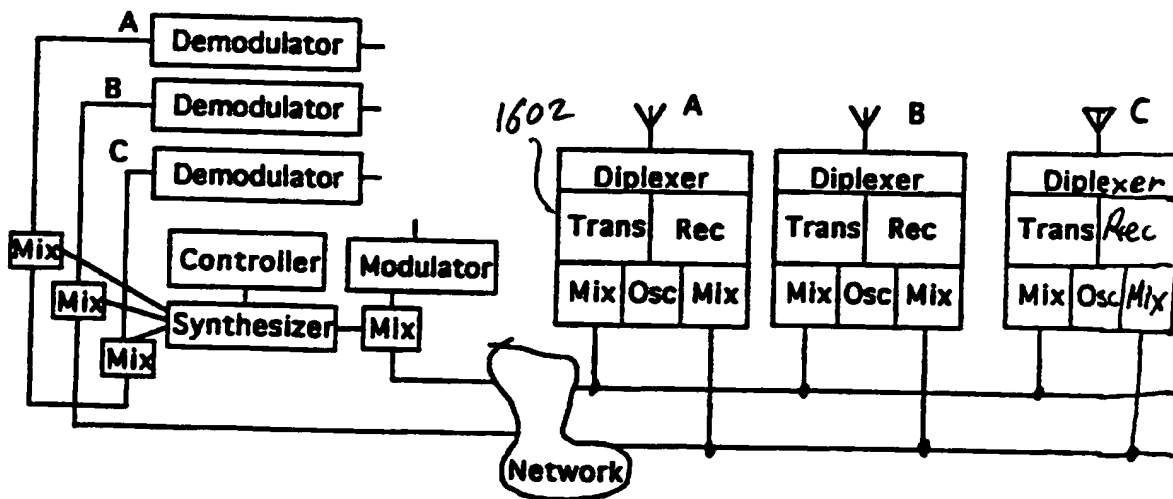 A Demodulator
B Demodulator
C Demodulator
Mix
Mix
Mix
Controller
Synthesizer
Modulator
Mix
Network
1602
A
Diplexer
Trans Rec
Mix Osc Mix
B
Diplexer
Trans Rec
Mix Osc Mix
C
Diplexer
Trans Rec
Mix Osc Mix